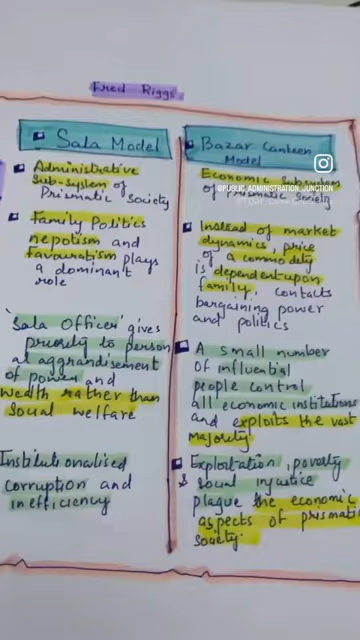 Fred Riggs
Sala Model
Administrative
Sub-system of
Prismatic Society
Family Politics
nepotism and
favouratism plays
a dominant
role
'Sala Officer' gives
priority to person
al aggrandisement
of power and
wealth rather than
social welfare
Institutionalised
corruption and
inefficiency
Bazar Canteen
Model
Economic Subsystem
of Prismatic Society
@PUBLIC_ADMINISTRATION_JUNCTION
Instead of market
dynamics, price
of a commodity
is dependent upon
family, contacts
bargaining power
and politics
A small number
of influential
people control
all economic institutions
and exploits the vast
majority
Exploitation, poverty
& social injustice
plague the economic
aspects of prismatic
society.